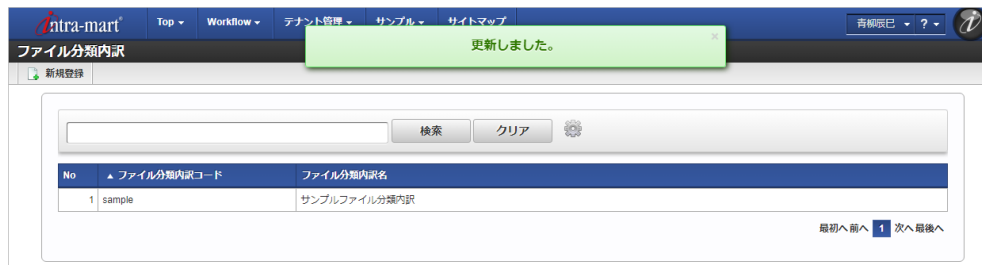 intra-mart Top Workflow テナント管理 サンプル サイトマップ 青柳辰巳 ?
更新しました。 ×
ファイル分類内訳
新規登録
検索 クリア
No ▲ ファイル分類内訳コード ファイル分類内訳名
1 sample サンプルファイル分類内訳
最初へ 前へ 1 次へ 最後へ